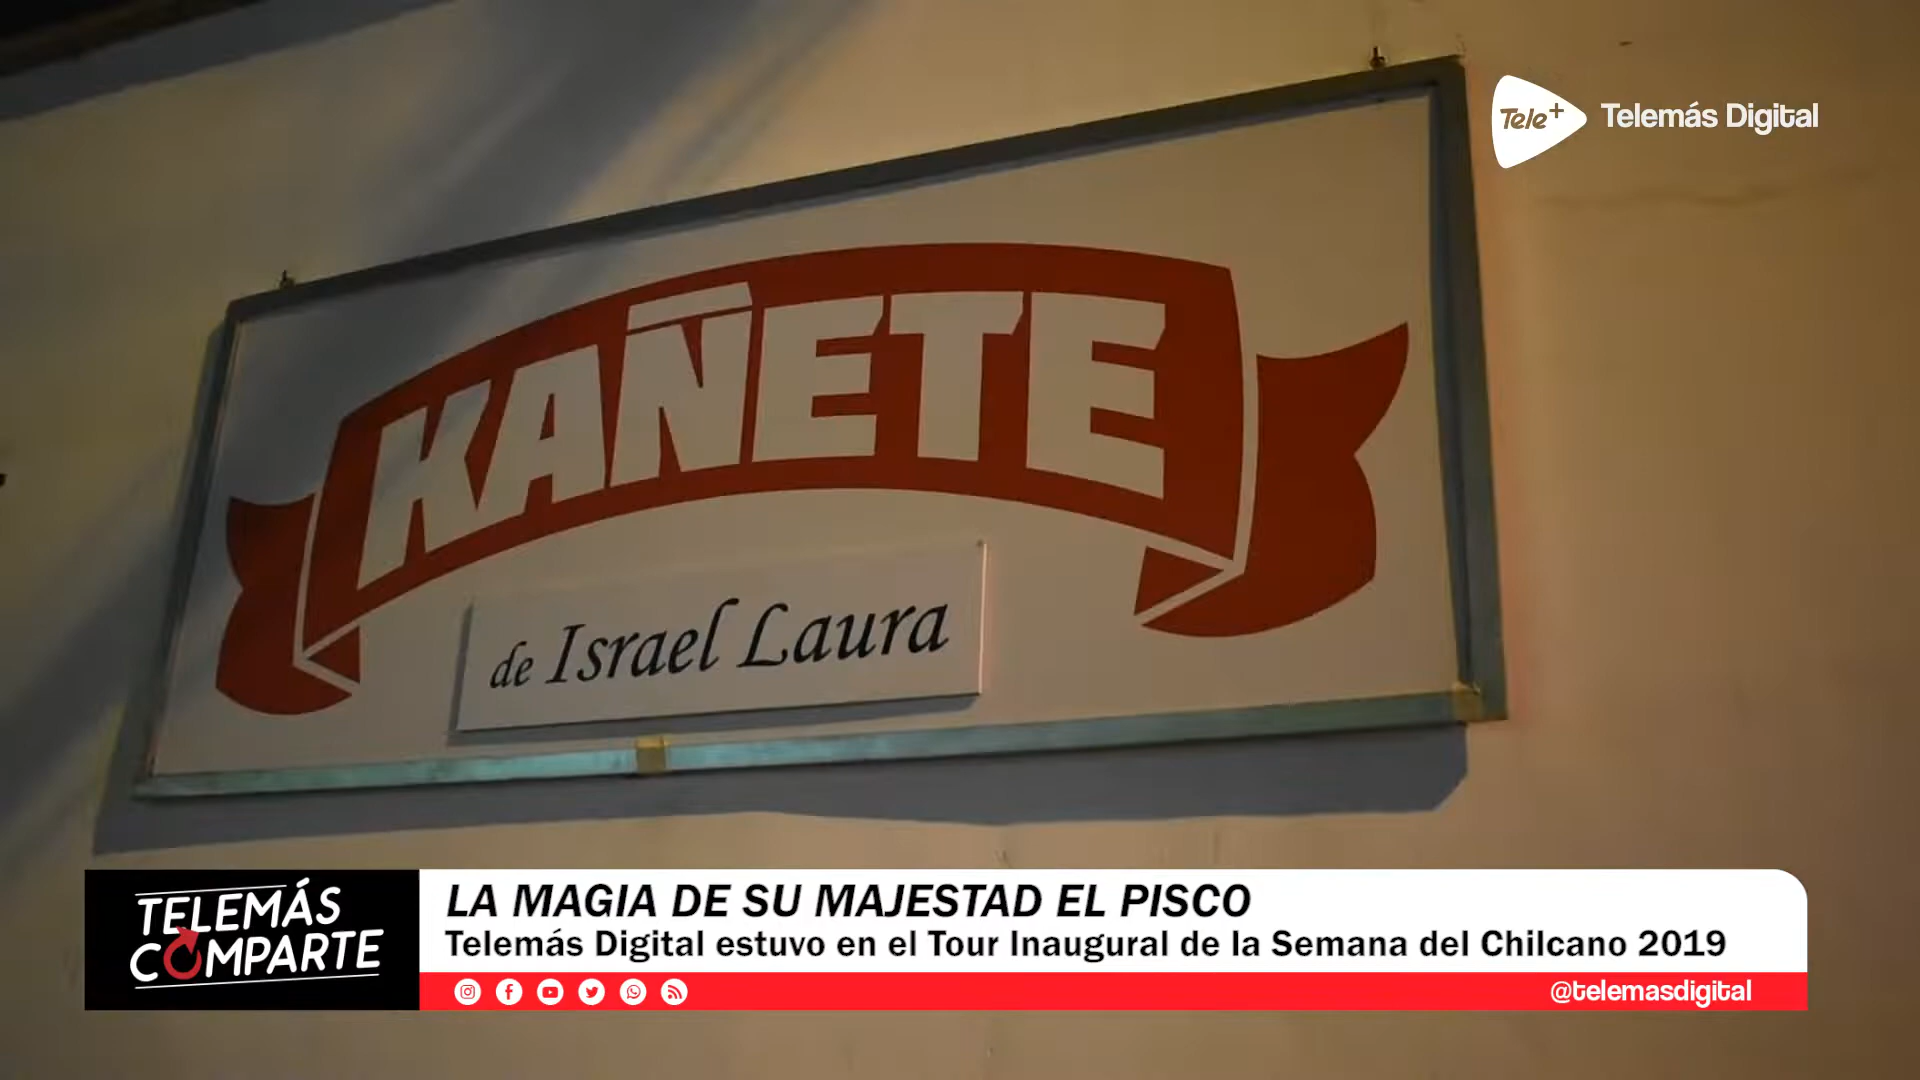 Tele+ Telemás Digital
KAÑETE
de Israel Laura
TELEMÁS
COMPARTE
LA MAGIA DE SU MAJESTAD EL PISCO
Telemás Digital estuvo en el Tour Inaugural de la Semana del Chilcano 2019
@telemasdigital